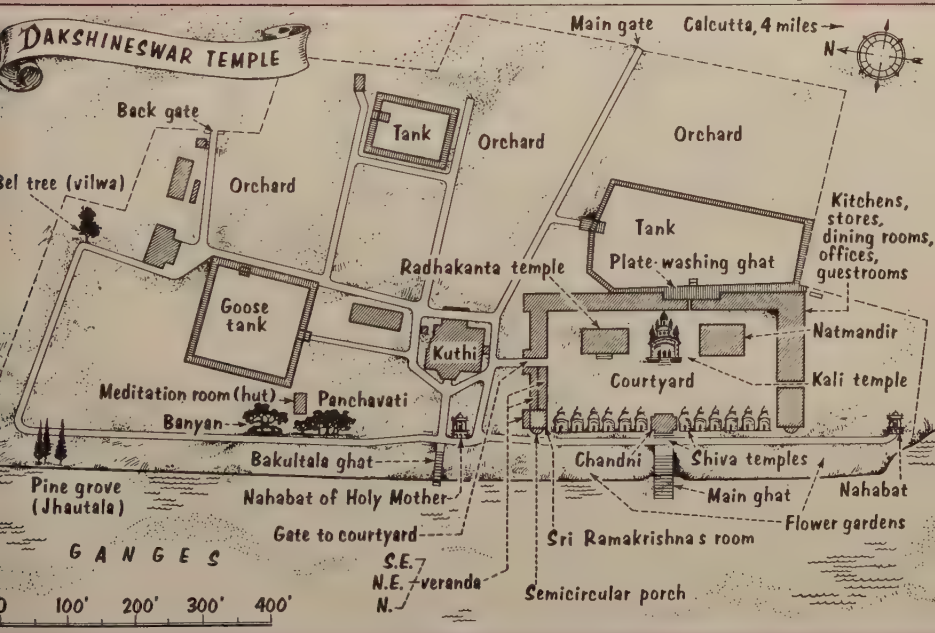 DAKSHINESWAR TEMPLE
Main gate
Calcutta, 4 miles
N
Back gate
Tank
Orchard
Orchard
Bel tree (vilwa)
Orchard
Kitchens,
stores,
dining rooms,
offices,
guestrooms
Tank
Radhakanta temple
Plate-washing ghat
Goose
tank
Natmandir
Kuthi
Courtyard
Kali temple
Meditation room (hut)
Panchavati
Banyan
Bakultala ghat
Chandni
Shiva temples
Pine grove
(Jhautala)
Nahabat of Holy Mother
Main ghat
Nahabat
Gate to courtyard
Sri Ramakrishna's room
Flower gardens
GANGES
S.E.
N.E. veranda
N.
Semicircular porch
0 100' 200' 300' 400'